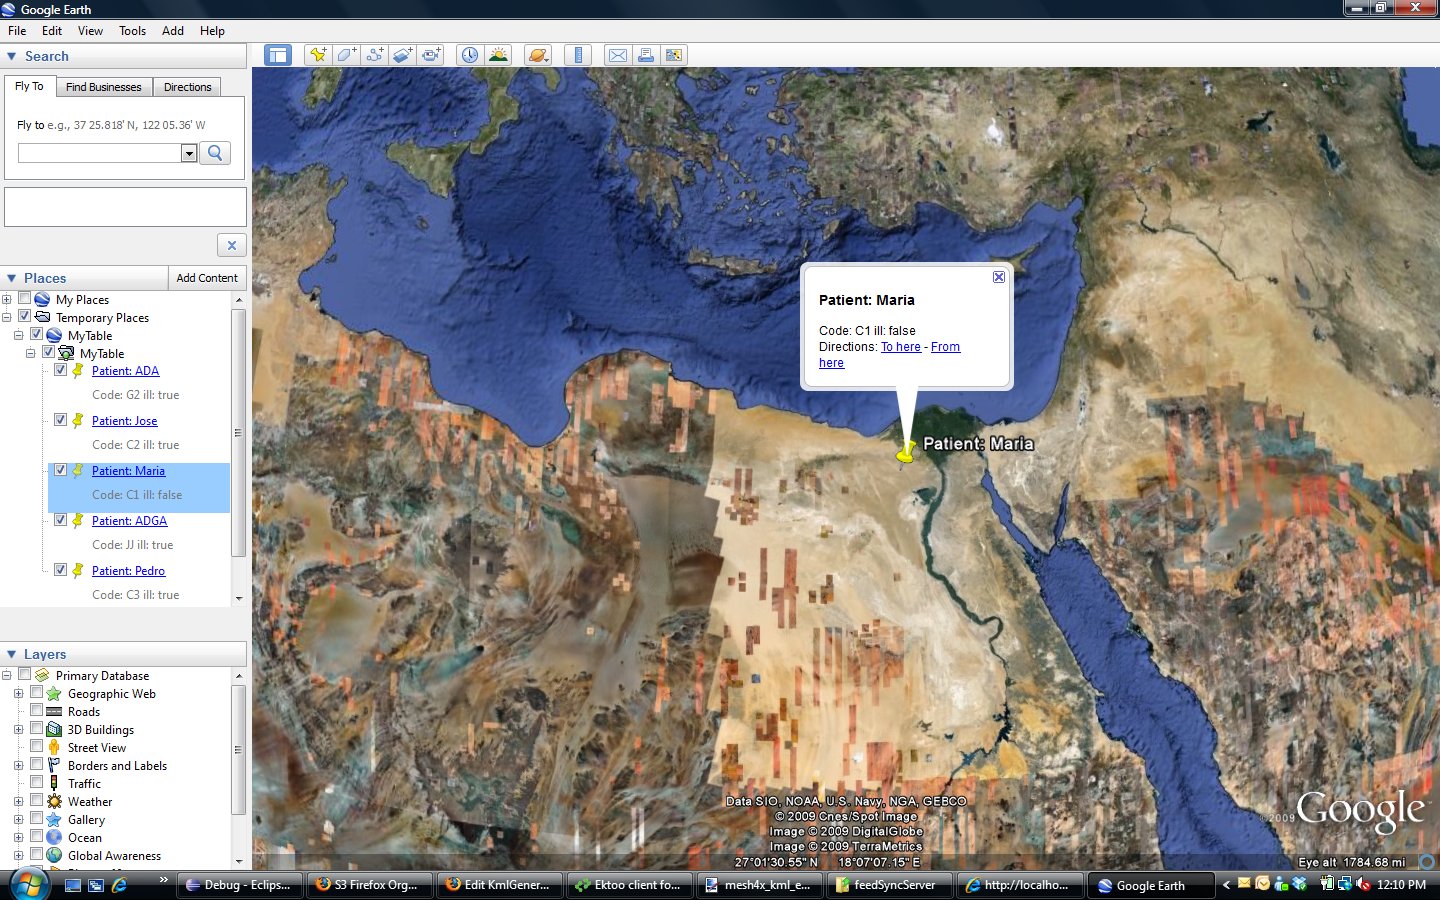 Google Earth
File Edit View Tools Add Help
Search
Fly To Find Businesses Directions
Fly to e.g., 37 25.818' N, 122 05.36' W
Places Add Content
My Places
Temporary Places
MyTable
MyTable
Patient: ADA
Code: G2 ill: true
Patient: Jose
Code: C2 ill: true
Patient: Maria
Code: C1 ill: false
Patient: ADGA
Code: JJ ill: true
Patient: Pedro
Code: C3 ill: true
Layers
Primary Database
Geographic Web
Roads
3D Buildings
Street View
Borders and Labels
Traffic
Weather
Gallery
Ocean
Global Awareness
Patient: Maria
Code: C1 ill: false
Directions: To here - From
here
Patient: Maria
Data SIO, NOAA, U.S. Navy, NGA, GEBCO
© 2009 Cnes/Spot Image
Image © 2009 DigitalGlobe
Image © 2009 TerraMetrics
27°01'30.55" N 18°07'07.15" E
©2009 Google
Eye alt 1784.68 mi
Debug - Eclips... S3 Firefox Org... Edit KmlGener... Ektoo client fo... mesh4x_kml_e... feedSyncServer http://localho... Google Earth 12:10 PM